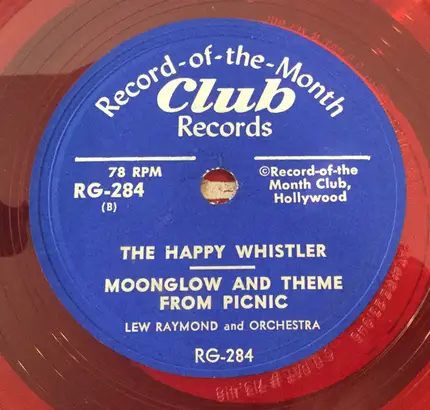 Record-of-the-Month
Club
Records
78 RPM
RG-284
(B)
©Record-of-the
Month Club,
Hollywood
THE HAPPY WHISTLER
MOONGLOW AND THEME
FROM PICNIC
LEW RAYMOND and ORCHESTRA
RG-284